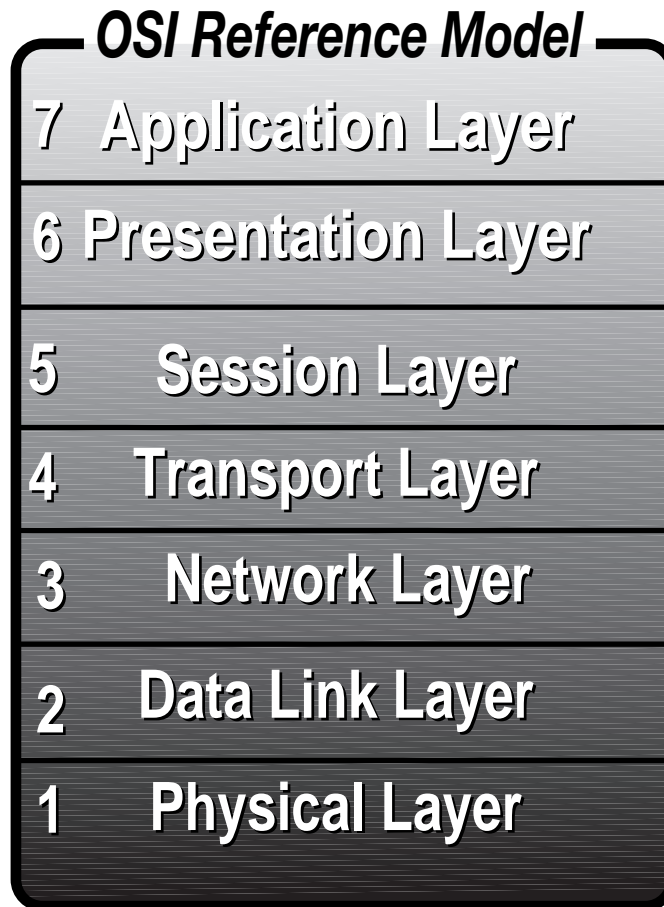 OSI Reference Model
7 Application Layer
6 Presentation Layer
5 Session Layer
4 Transport Layer
3 Network Layer
2 Data Link Layer
1 Physical Layer